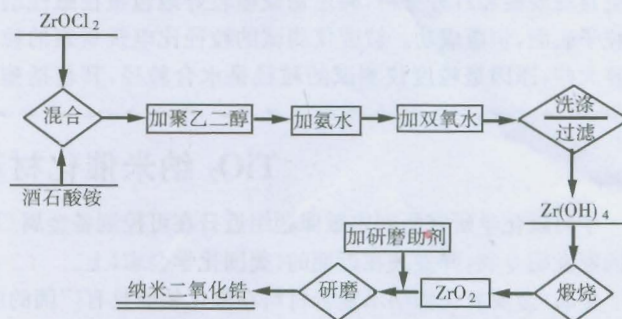 ZrOCl₂
混合
加聚乙二醇
加氨水
加双氧水
洗涤
过滤
酒石酸铵
Zr(OH)₄
加研磨助剂
纳米二氧化锆
研磨
ZrO₂
煅烧